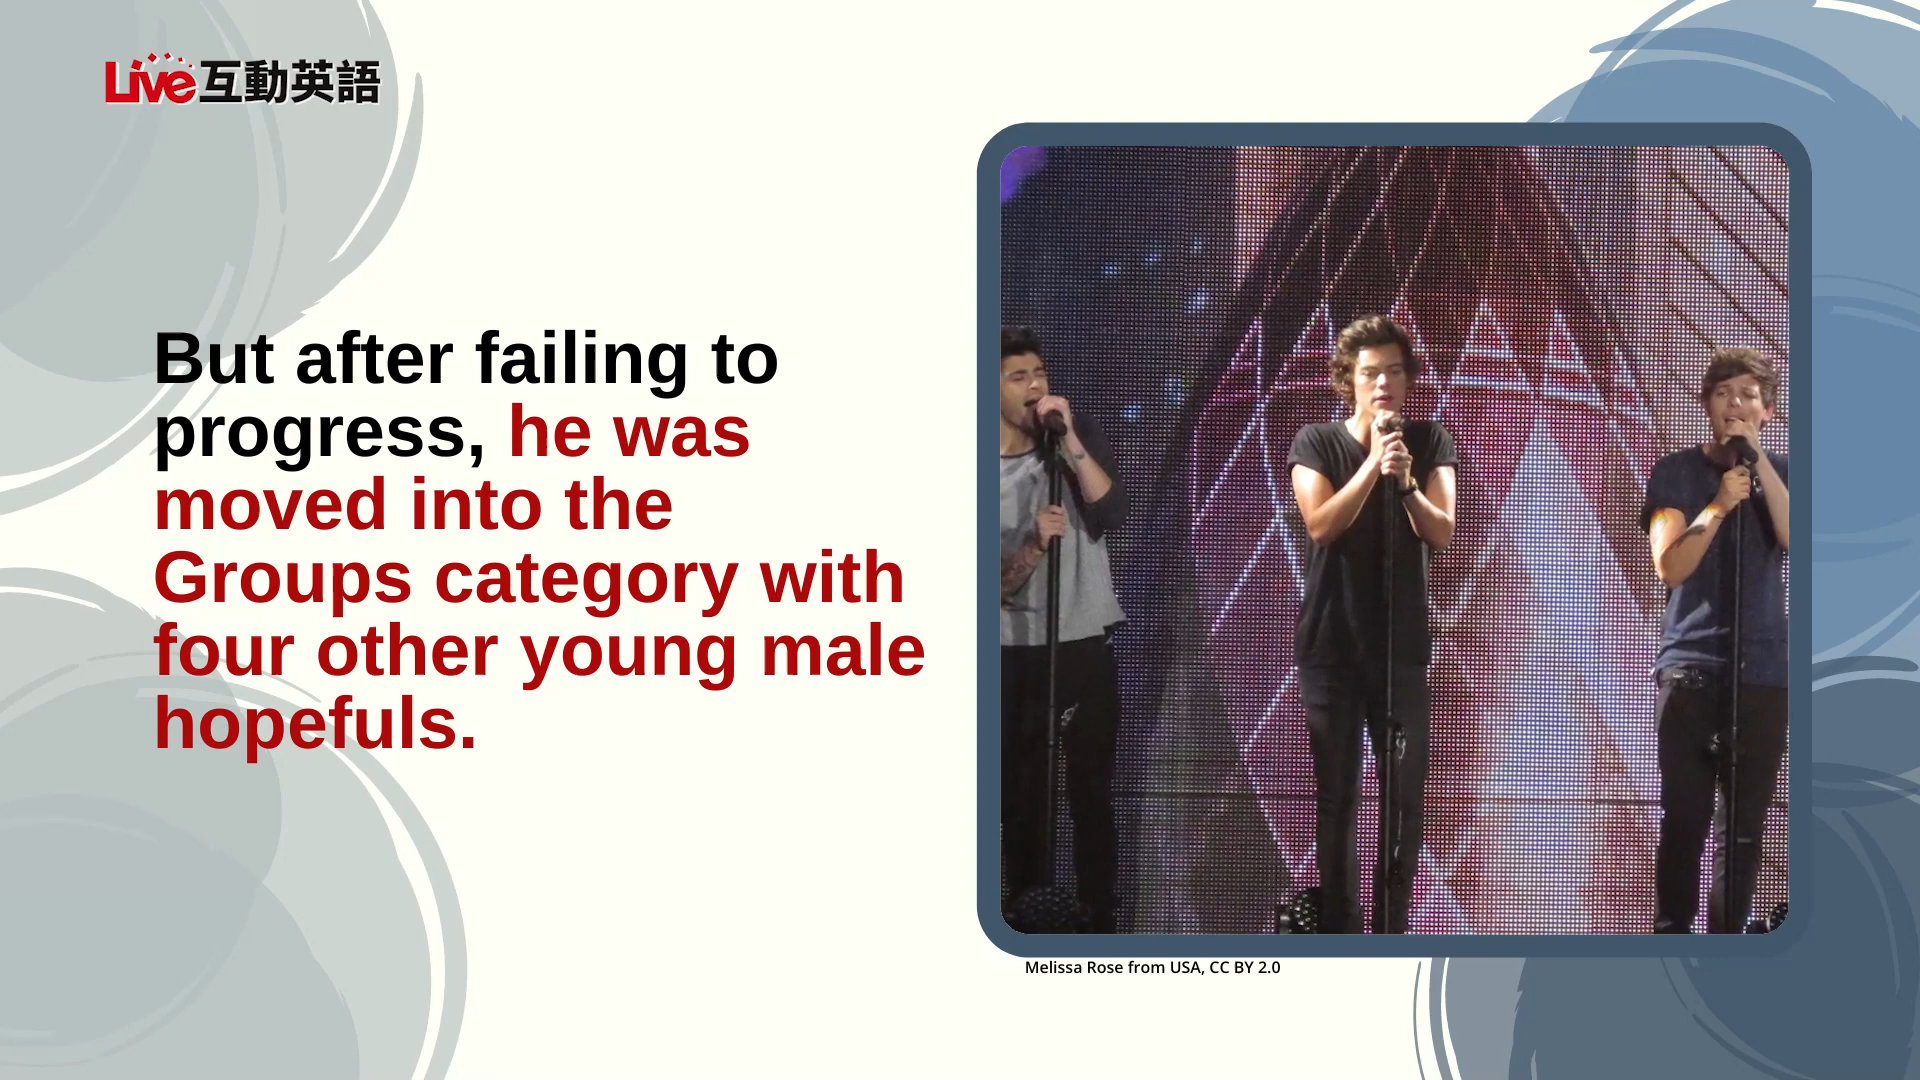 Live互動英語
But after failing to
progress, he was
moved into the
Groups category with
four other young male
hopefuls.
Melissa Rose from USA, CC BY 2.0